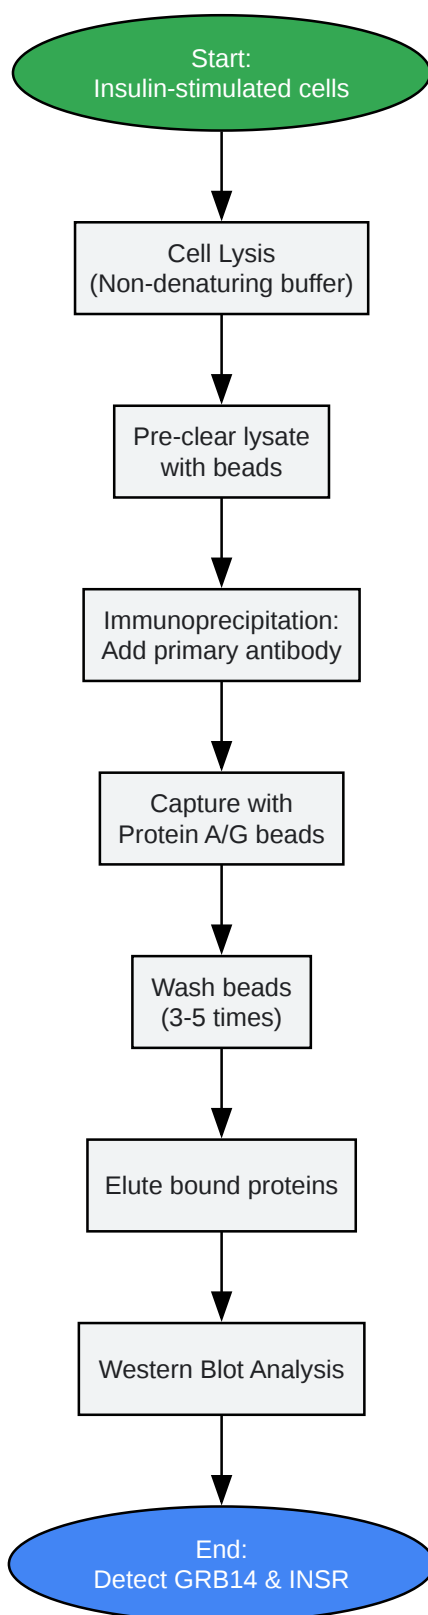 Start:
Insulin-stimulated cells
Cell Lysis
(Non-denaturing buffer)
Pre-clear lysate
with beads
Immunoprecipitation:
Add primary antibody
Capture with
Protein A/G beads
Wash beads
(3-5 times)
Elute bound proteins
Western Blot Analysis
End:
Detect GRB14 & INSR